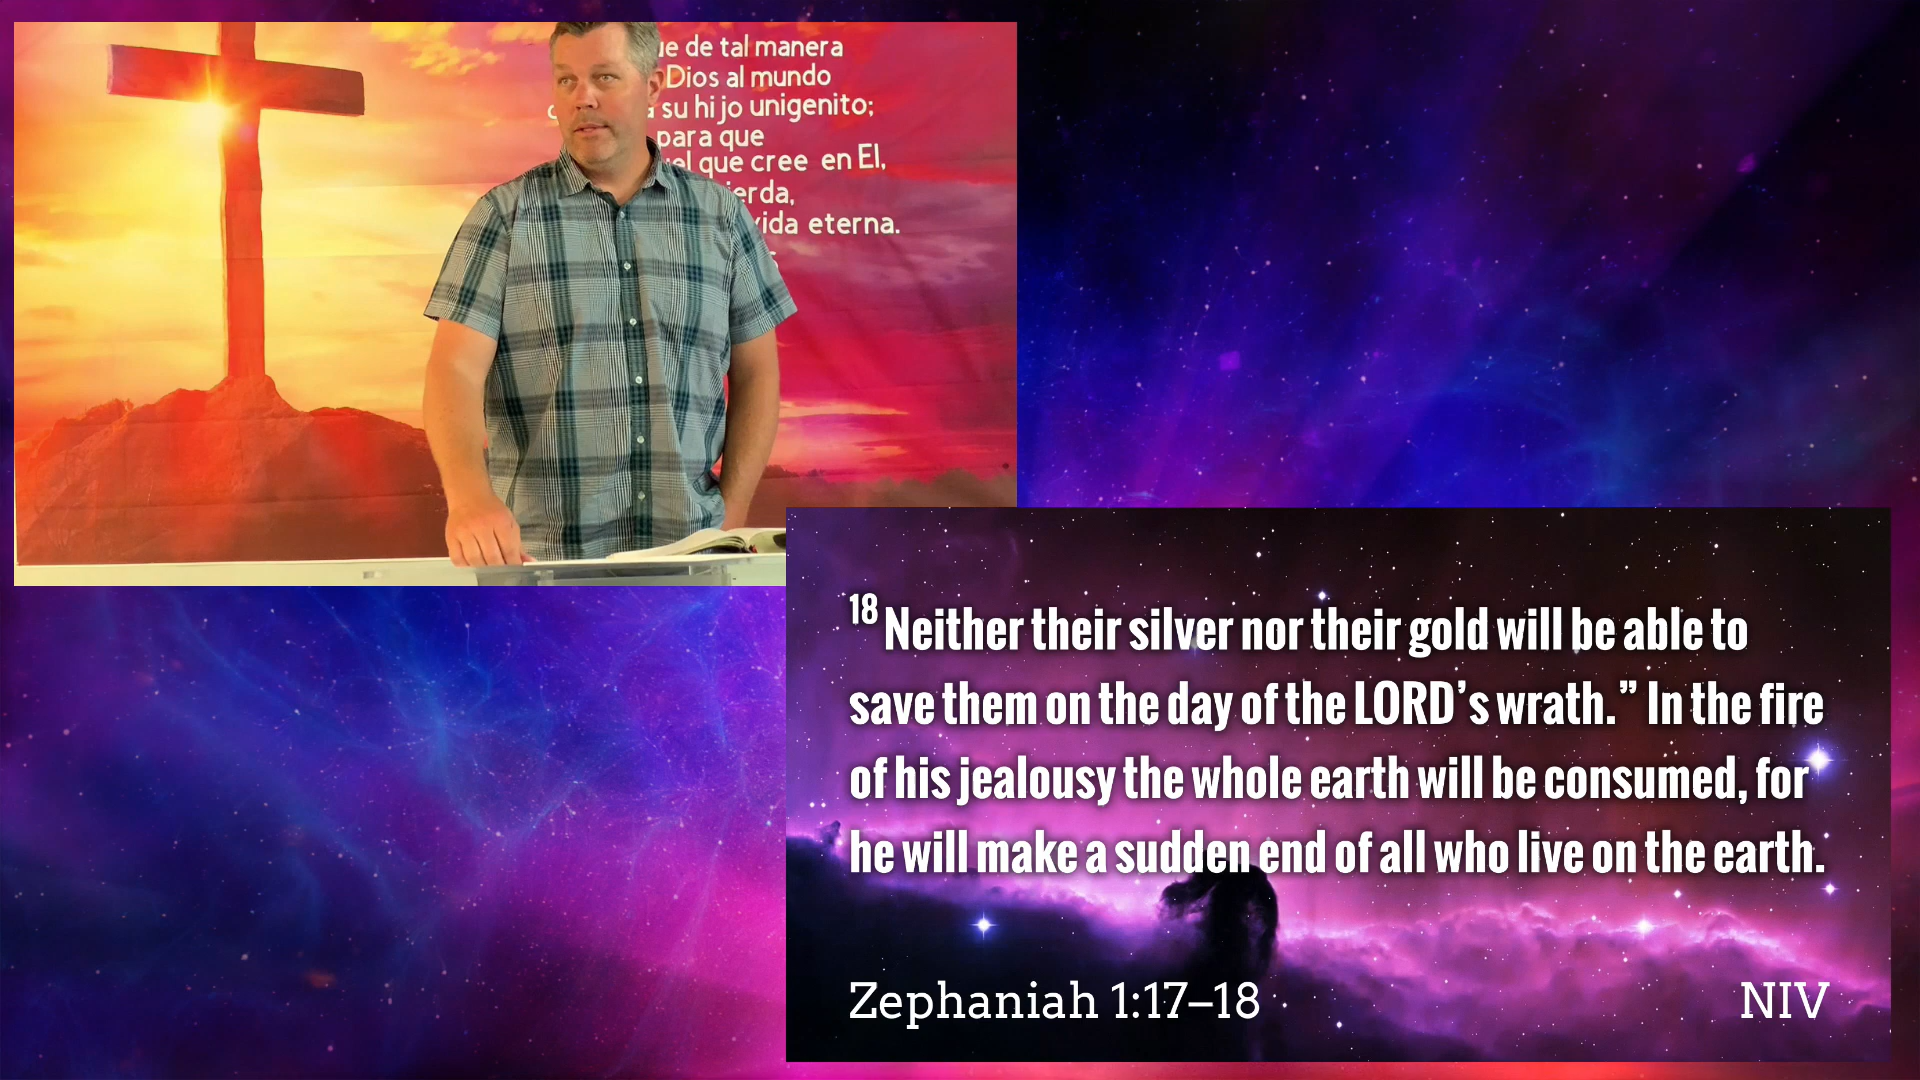 ue de tal manera
Dios al mundo
su hijo unigenito;
para que
que cree en El,
ierda,
vida eterna.
18 Neither their silver nor their gold will be able to
save them on the day of the LORD’s wrath.” In the fire
of his jealousy the whole earth will be consumed, for
he will make a sudden end of all who live on the earth.
Zephaniah 1:17–18
NIV